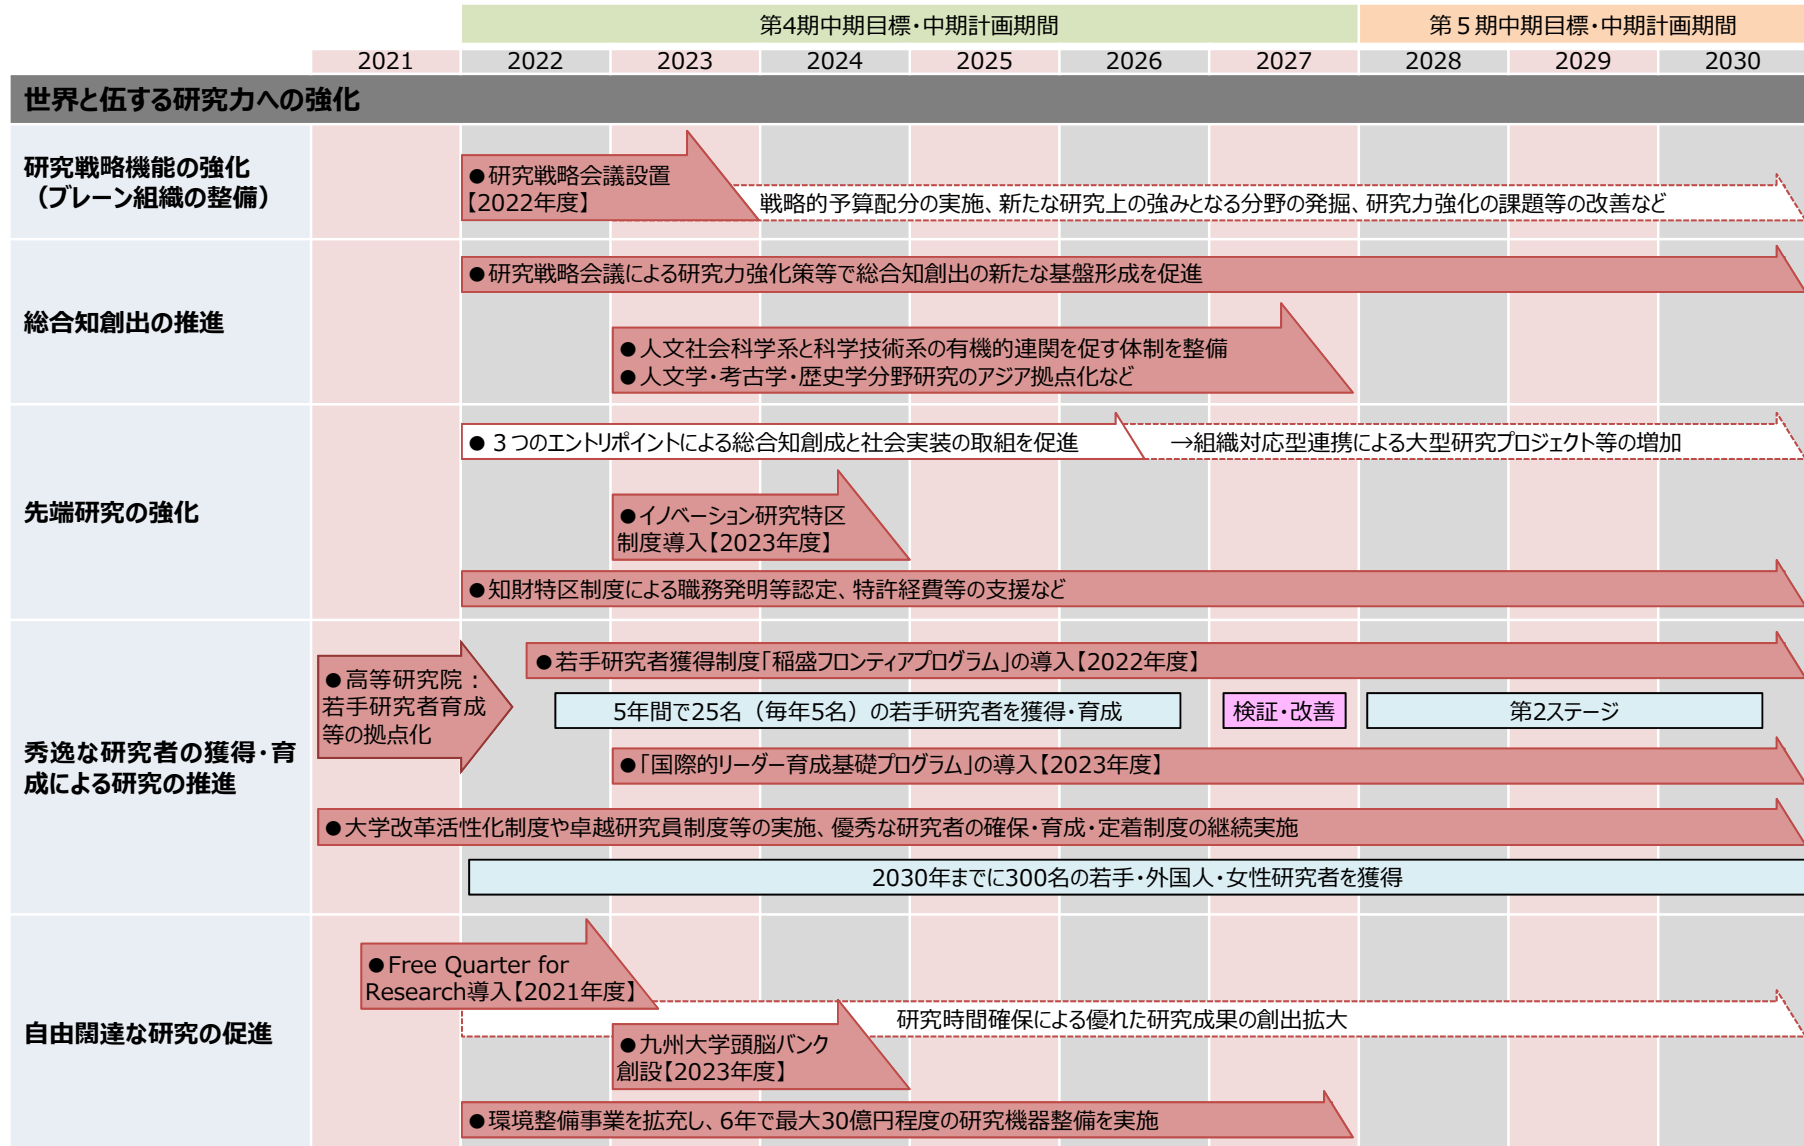 第4期中期目標・中期計画期間
第５期中期目標・中期計画期間
2021 2022 2023 2024 2025 2026 2027 2028 2029 2030
世界と伍する研究力への強化
研究戦略機能の強化
（ブレーン組織の整備）
●研究戦略会議設置
【2022年度】
戦略的予算配分の実施、新たな研究上の強みとなる分野の発掘、研究力強化の課題等の改善など
総合知創出の推進
●研究戦略会議による研究力強化策等で総合知創出の新たな基盤形成を促進
●人文社会科学系と科学技術系の有機的連関を促す体制を整備
●人文学・考古学・歴史学分野研究のアジア拠点化など
先端研究の強化
●３つのエントリポイントによる総合知創成と社会実装の取組を促進
→組織対応型連携による大型研究プロジェクト等の増加
●イノベーション研究特区
制度導入【2023年度】
●知財特区制度による職務発明等認定、特許経費等の支援など
秀逸な研究者の獲得・育
成による研究の推進
●高等研究院：
若手研究者育成
等の拠点化
●若手研究者獲得制度「稲盛フロンティアプログラム」の導入【2022年度】
5年間で25名（毎年5名）の若手研究者を獲得・育成
検証・改善
第2ステージ
●「国際的リーダー育成基礎プログラム」の導入【2023年度】
●大学改革活性化制度や卓越研究員制度等の実施、優秀な研究者の確保・育成・定着制度の継続実施
2030年までに300名の若手・外国人・女性研究者を獲得
自由闊達な研究の促進
●Free Quarter for
Research導入【2021年度】
研究時間確保による優れた研究成果の創出拡大
●九州大学頭脳バンク
創設【2023年度】
●環境整備事業を拡充し、6年で最大30億円程度の研究機器整備を実施